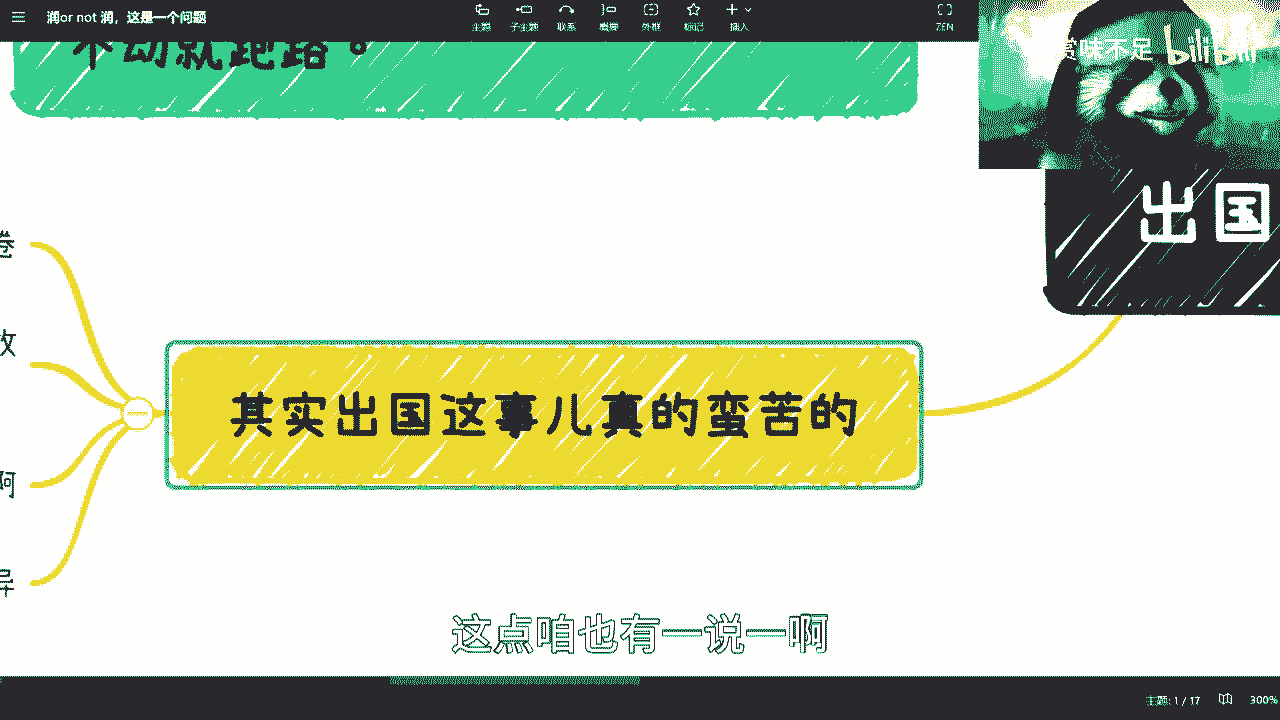 润or not 润，这是一个问题
主题 子主题 联系 概要 外框 标记 插入 ZEN
赏味不足 bilibili
不动就跑路。
出国
卷
其实出国这事儿真的蛮苦的
啊
异
这点咱也有一说一啊
主题: 1 / 17 300%